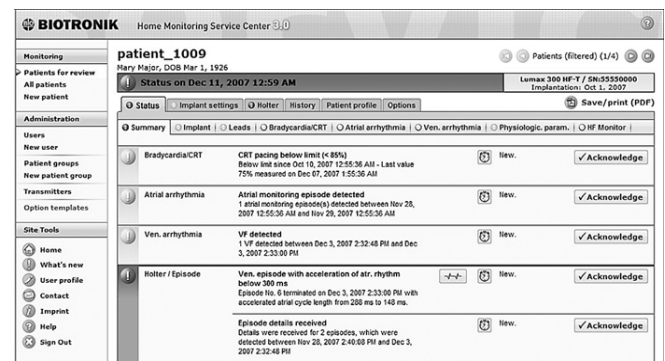 BIOTRONIK Home Monitoring Service Center 3.0
Monitoring
Patients for review
All patients
New patient
Administration
Users
New user
Patient groups
New patient group
Transmitters
Option templates
Site Tools
Home
What's new
User profile
Contact
Imprint
Help
Sign Out
patient_1009
Patients (filtered) (1/4)
Mary Major, DOB Mar 1, 1926
Status on Dec 11, 2007 12:59 AM
Lumax 300 HF-T / SN:55550000
Implantation: Oct 1, 2007
Status Implant settings Holter History Patient profile Options
Save/print (PDF)
Summary Implant Leads Bradycardia/CRT Atrial arrhythmia Ven. arrhythmia Physiologic. param. HF Monitor
Bradycardia/CRT CRT pacing below limit (< 85%) New. Acknowledge
Below limit since Oct 10, 2007 12:55:36 AM - Last value
75% measured on Dec 07, 2007 1:55:36 AM
Atrial arrhythmia Atrial monitoring episode detected New. Acknowledge
1 atrial monitoring episode(s) detected between Nov 28,
2007 12:55:36 AM and Nov 29, 2007 12:55:36 AM
Ven. arrhythmia VF detected New. Acknowledge
1 VF detected between Dec 3, 2007 2:32:48 PM and Dec
3, 2007 2:33:00 PM
Holter / Episode Ven. episode with acceleration of atr. rhythm New. Acknowledge
below 300 ms
Episode No. 6 terminated on Dec 3, 2007 2:33:00 PM with
accelerated atrial cycle length from 288 ms to 148 ms.
Episode details received New. Acknowledge
Details were received for 2 episodes, which were
detected between Nov 28, 2007 2:40:08 PM and Dec 3,
2007 2:32:48 PM